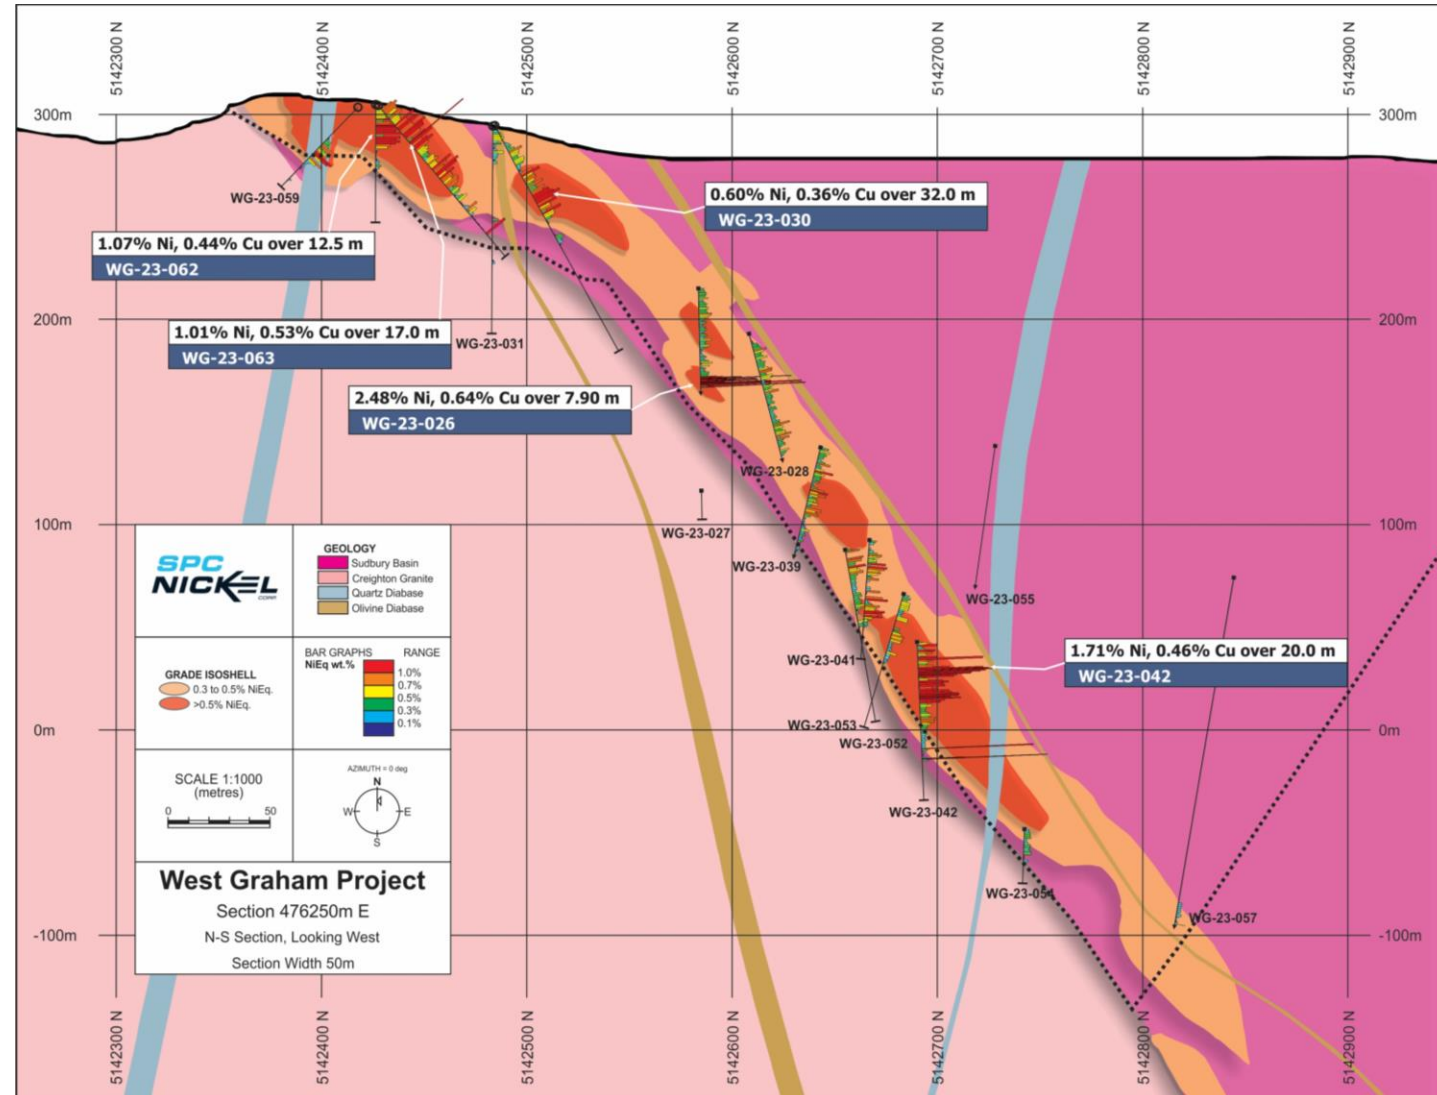 5142300 N
5142400 N
5142500 N
5142600 N
5142700 N
5142800 N
5142900 N
300m
300m
WG-23-059
0.60% Ni, 0.36% Cu over 32.0 m
WG-23-030
1.07% Ni, 0.44% Cu over 12.5 m
WG-23-062
200m
200m
1.01% Ni, 0.53% Cu over 17.0 m
WG-23-063
WG-23-031
2.48% Ni, 0.64% Cu over 7.90 m
WG-23-026
WG-23-028
100m
100m
WG-23-027
WG-23-039
WG-23-055
WG-23-041
1.71% Ni, 0.46% Cu over 20.0 m
WG-23-042
WG-23-053
0m
0m
WG-23-052
WG-23-042
WG-23-054
WG-23-057
-100m
-100m
SPC
NICKEL
CORP.
GEOLOGY
Sudbury Basin
Creighton Granite
Quartz Diabase
Olivine Diabase
GRADE ISOSHELL
0.3 to 0.5% NiEq.
>0.5% NiEq.
BAR GRAPHS RANGE
NiEq wt.%
1.0%
0.7%
0.5%
0.3%
0.1%
SCALE 1:1000
(metres)
0 50
AZIMUTH = 0 deg
N
W E
S
West Graham Project
Section 476250m E
N-S Section, Looking West
Section Width 50m
5142300 N
5142400 N
5142500 N
5142600 N
5142700 N
5142800 N
5142900 N